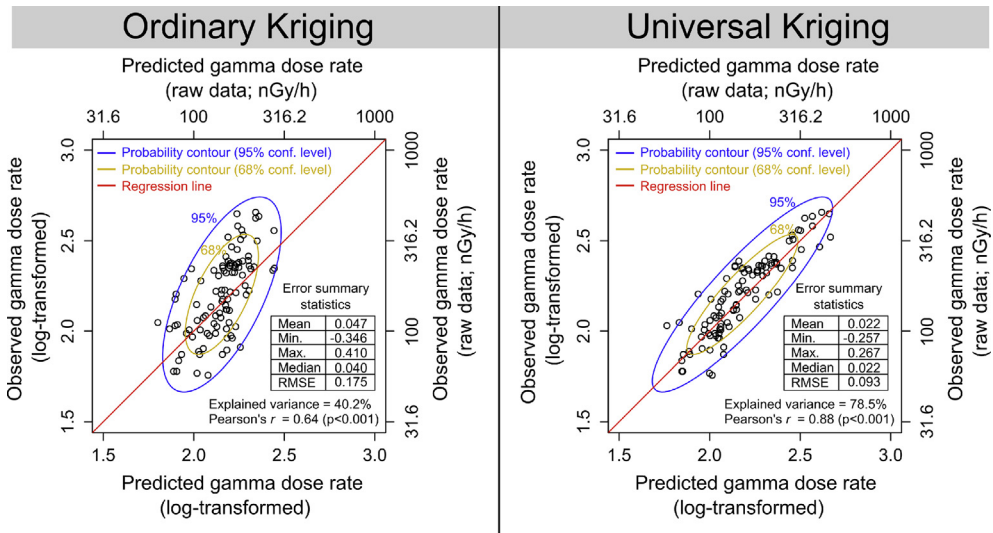 Ordinary Kriging
Predicted gamma dose rate
(raw data; nGy/h)
31.6 100 316.2 1000
Probability contour (95% conf. level)
Probability contour (68% conf. level)
Regression line
95%
68%
Observed gamma dose rate
(log-transformed)
3.0
2.5
2.0
1.5
Observed gamma dose rate
(raw data; nGy/h)
1000
316.2
100
31.6
Error summary
statistics
Mean 0.047
Min. -0.346
Max. 0.410
Median 0.040
RMSE 0.175
Explained variance = 40.2%
Pearson's r = 0.64 (p<0.001)
1.5 2.0 2.5 3.0
Predicted gamma dose rate
(log-transformed)
Universal Kriging
Predicted gamma dose rate
(raw data; nGy/h)
31.6 100 316.2 1000
Probability contour (95% conf. level)
Probability contour (68% conf. level)
Regression line
95%
68%
Observed gamma dose rate
(log-transformed)
3.0
2.5
2.0
1.5
Observed gamma dose rate
(raw data; nGy/h)
1000
316.2
100
31.6
Error summary
statistics
Mean 0.022
Min. -0.257
Max. 0.267
Median 0.022
RMSE 0.093
Explained variance = 78.5%
Pearson's r = 0.88 (p<0.001)
1.5 2.0 2.5 3.0
Predicted gamma dose rate
(log-transformed)